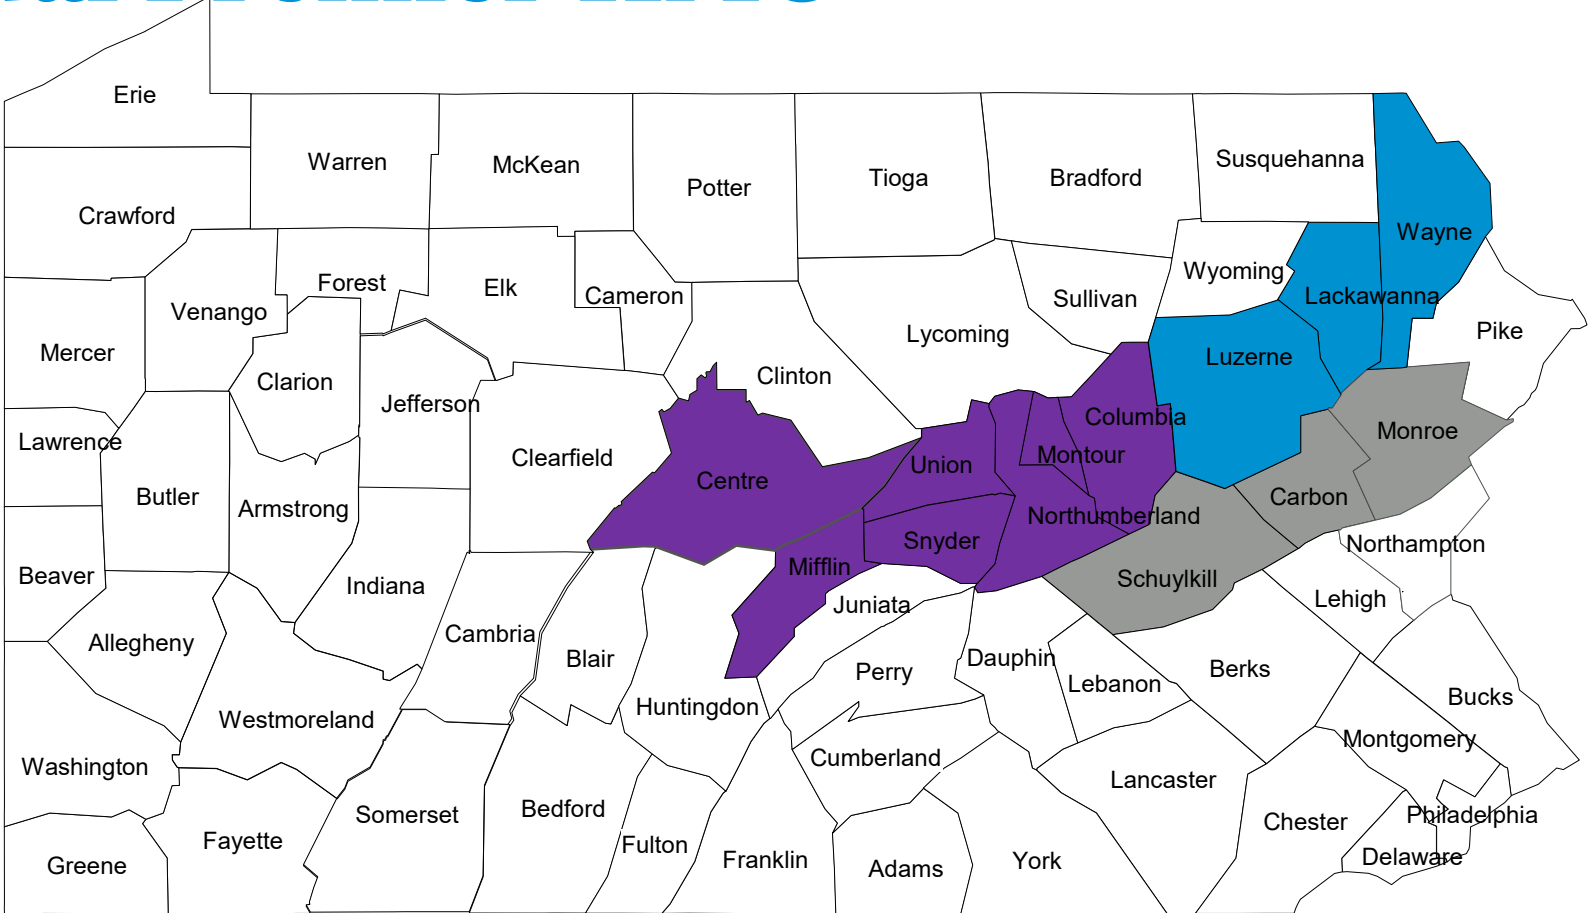 Erie
Warren
McKean
Potter
Tioga
Bradford
Susquehanna
Wayne
Crawford
Venango
Forest
Elk
Cameron
Sullivan
Wyoming
Lackawanna
Pike
Mercer
Clarion
Jefferson
Clinton
Lycoming
Luzerne
Columbia
Monroe
Lawrence
Butler
Armstrong
Clearfield
Centre
Union
Montour
Carbon
Northumberland
Snyder
Mifflin
Schuylkill
Northampton
Beaver
Indiana
Juniata
Lehigh
Allegheny
Cambria
Blair
Perry
Dauphin
Lebanon
Berks
Bucks
Westmoreland
Huntingdon
Cumberland
Montgomery
Washington
Somerset
Bedford
Lancaster
Chester
Philadelphia
Greene
Fayette
Fulton
Franklin
Adams
York
Delaware